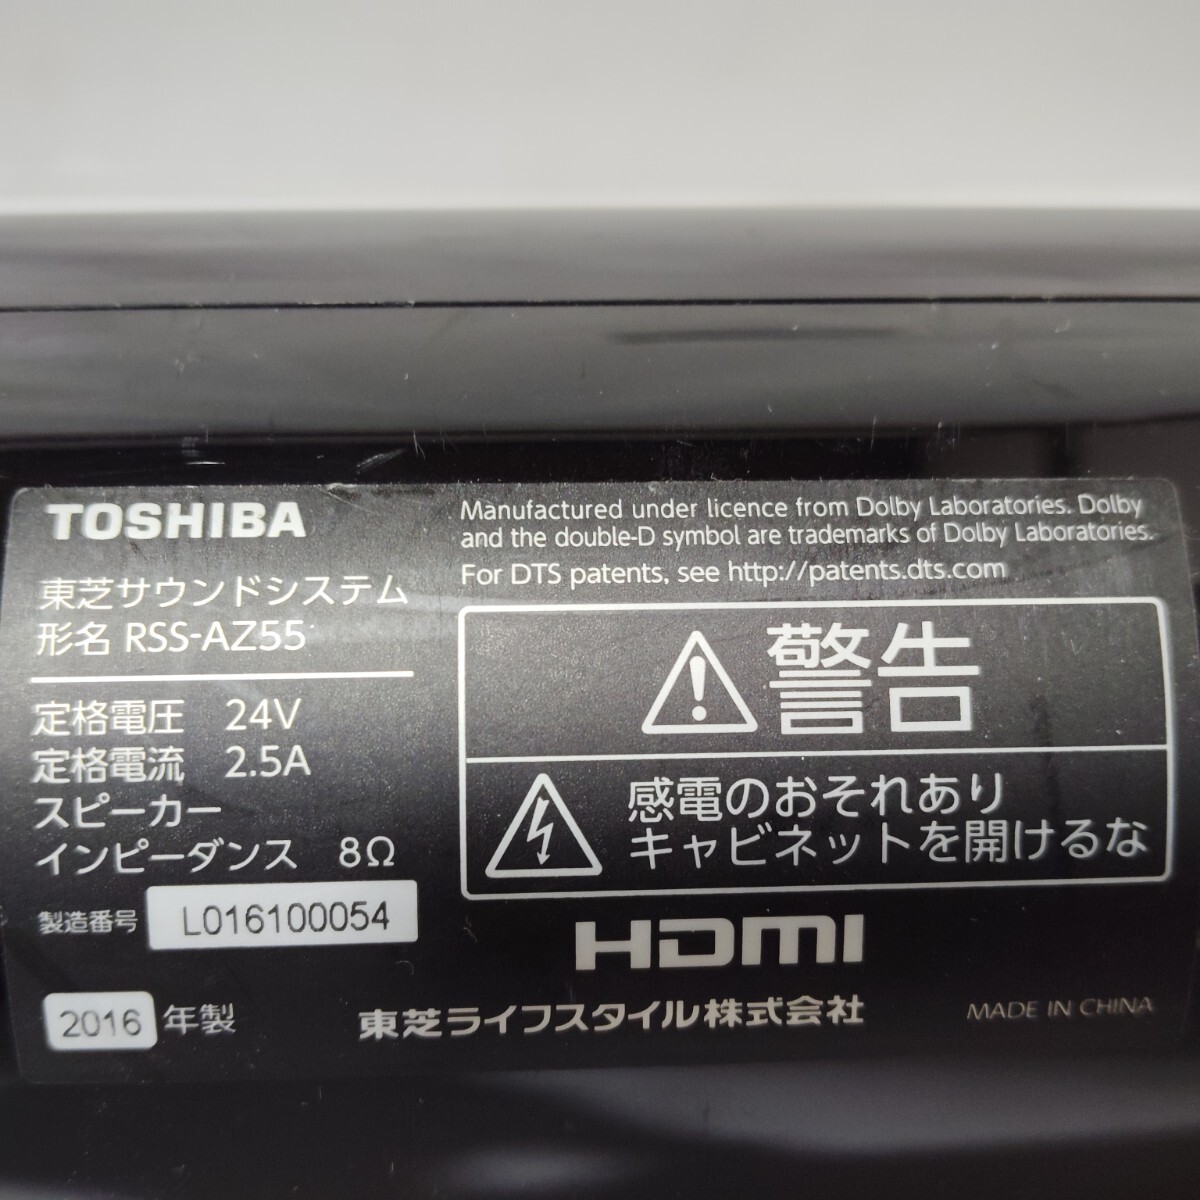 TOSHIBA
東芝サウンドシステム
形名 RSS-AZ55
定格電圧 24V
定格電流 2.5A
スピーカー
インピーダンス 8Ω
製造番号 L016100054
2016 年製
Manufactured under licence from Dolby Laboratories. Dolby
and the double-D symbol are trademarks of Dolby Laboratories.
For DTS patents, see http://patents.dts.com
警告
感電のおそれあり
キャビネットを開けるな
HDMI
東芝ライフスタイル株式会社
MADE IN CHINA